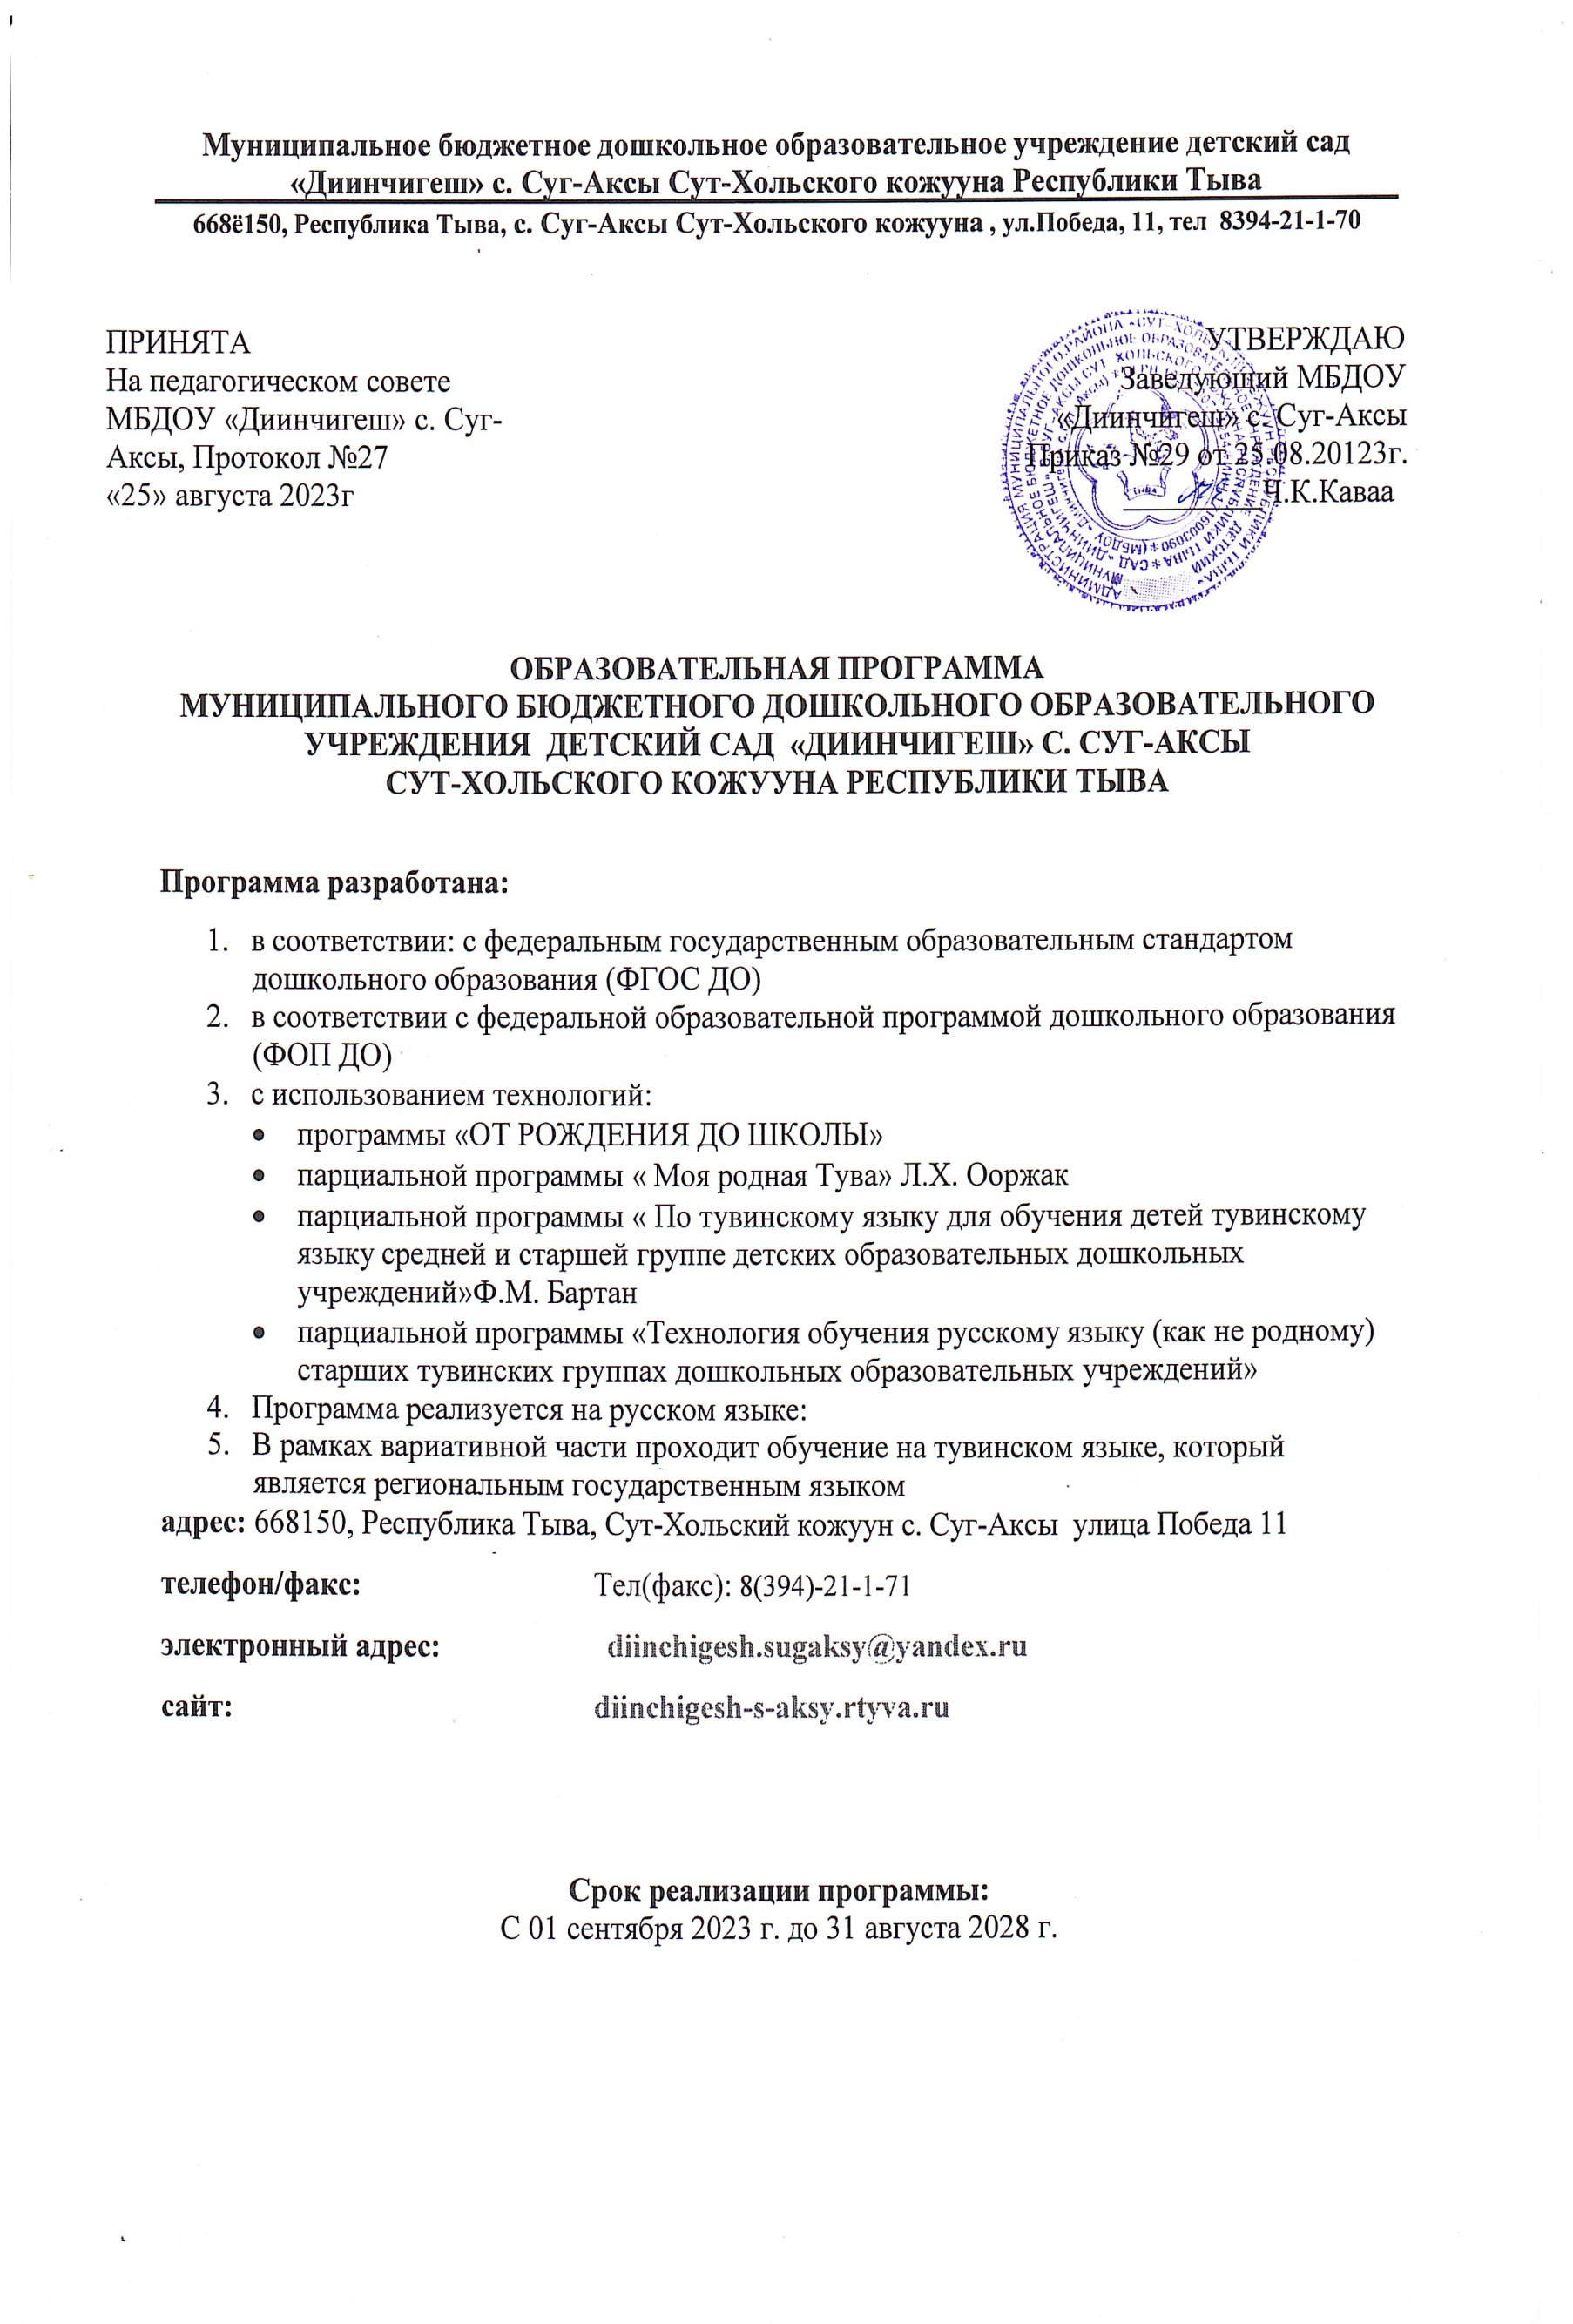 Муниципальное бюджетное дошкольное образовательное учреждение детский сад
«Диинчигеш» с. Суг-Аксы Сут-Хольского кожууна Республики Тыва
668ё150, Республика Тыва, с. Суг-Аксы Сут-Хольского кожууна , ул.Победа, 11, тел 8394-21-1-70
ПРИНЯТА
На педагогическом совете
МБДОУ «Диинчигеш» с. Суг-
Аксы, Протокол №27
«25» августа 2023г
УТВЕРЖДАЮ
Заведующий МБДОУ
«Диинчигеш» с. Суг-Аксы
Приказ №29 от 25.08.20123г.
Ч.К.Каваа
ОБРАЗОВАТЕЛЬНАЯ ПРОГРАММА
МУНИЦИПАЛЬНОГО БЮДЖЕТНОГО ДОШКОЛЬНОГО ОБРАЗОВАТЕЛЬНОГО
УЧРЕЖДЕНИЯ ДЕТСКИЙ САД «ДИИНЧИГЕШ» С. СУГ-АКСЫ
СУТ-ХОЛЬСКОГО КОЖУУНА РЕСПУБЛИКИ ТЫВА
Программа разработана:
1. в соответствии: с федеральным государственным образовательным стандартом
дошкольного образования (ФГОС ДО)
2. в соответствии с федеральной образовательной программой дошкольного образования
(ФОП ДО)
3. с использованием технологий:
• программы «ОТ РОЖДЕНИЯ ДО ШКОЛЫ»
• парциальной программы « Моя родная Тува» Л.Х. Ооржак
• парциальной программы « По тувинскому языку для обучения детей тувинскому
языку средней и старшей группе детских образовательных дошкольных
учреждений»Ф.М. Бартан
• парциальной программы «Технология обучения русскому языку (как не родному)
старших тувинских группах дошкольных образовательных учреждений»
4. Программа реализуется на русском языке:
5. В рамках вариативной части проходит обучение на тувинском языке, который
является региональным государственным языком
адрес: 668150, Республика Тыва, Сут-Хольский кожуун с. Суг-Аксы улица Победа 11
телефон/факс: Тел(факс): 8(394)-21-1-71
электронный адрес: diinchigesh.sugaksy@yandex.ru
сайт: diinchigesh-s-aksy.rtyva.ru
Срок реализации программы:
С 01 сентября 2023 г. до 31 августа 2028 г.